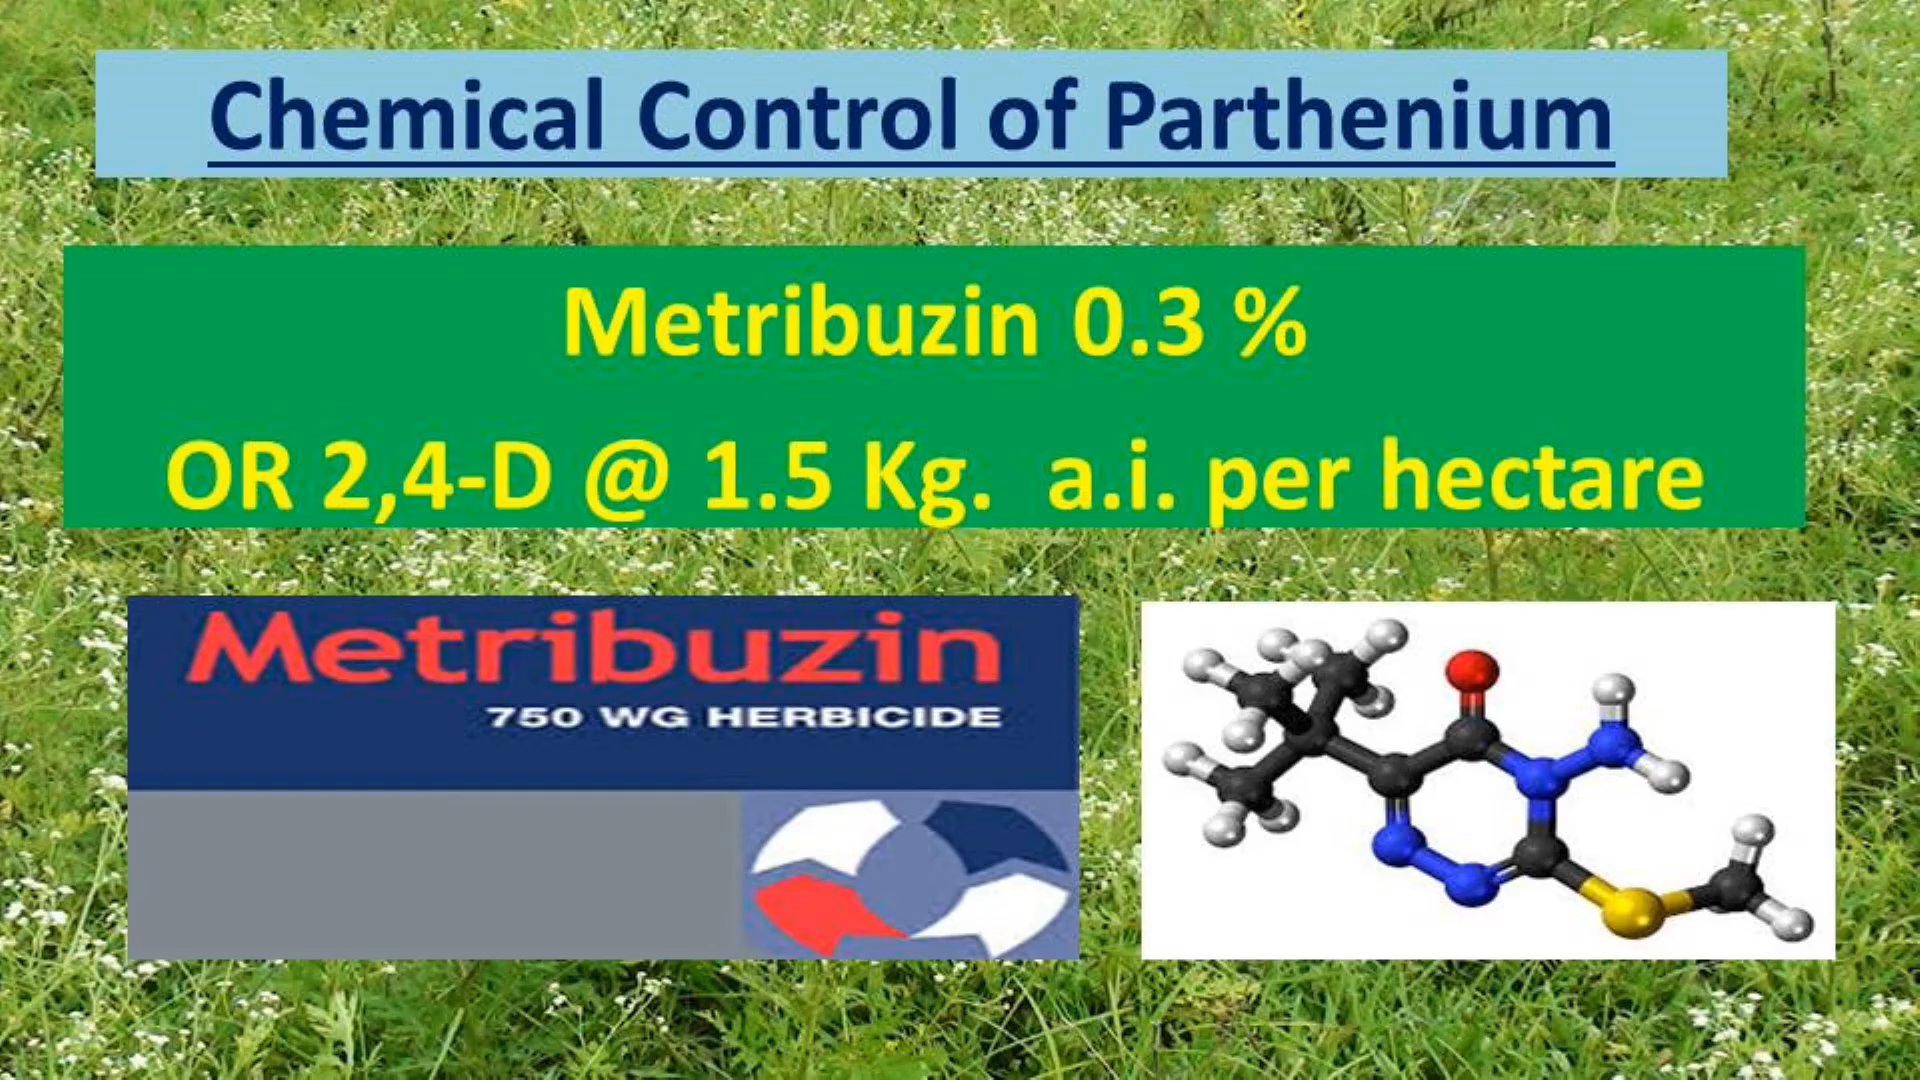 Chemical Control of Parthenium
Metribuzin 0.3 %
OR 2,4-D @ 1.5 Kg. a.i. per hectare
Metribuzin
750 WG HERBICIDE